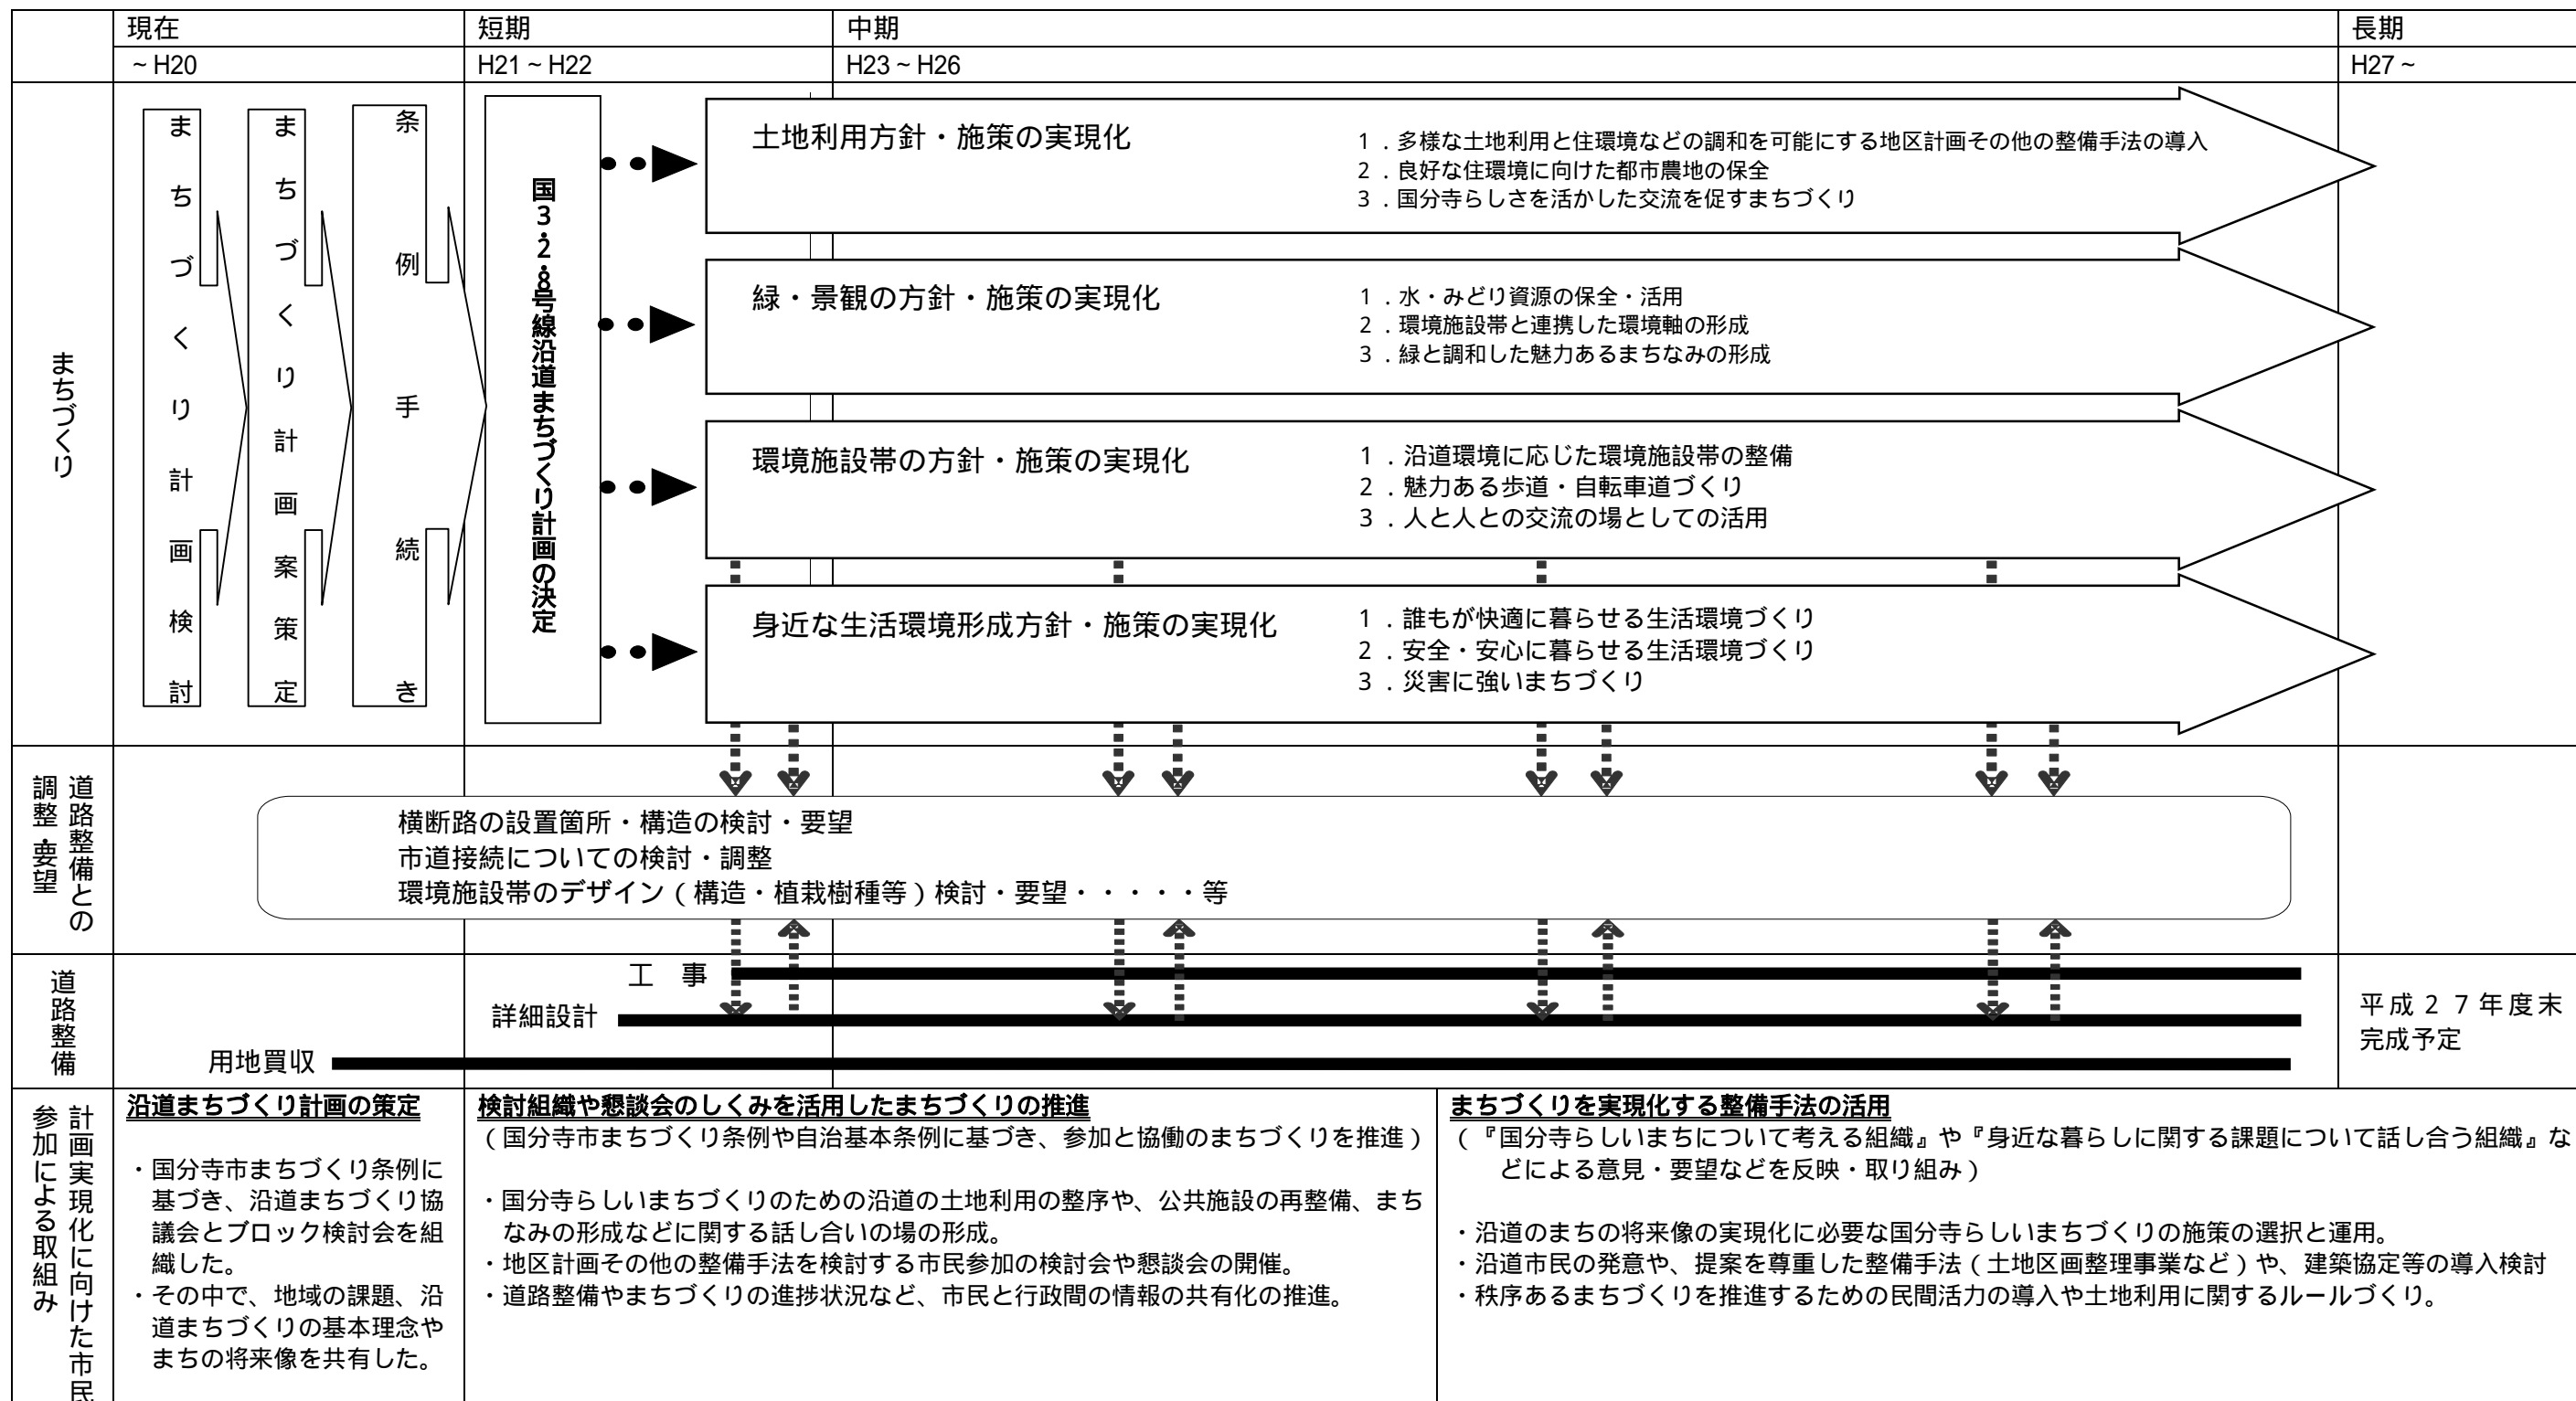 現在
短期
中期
長期
~ H20
H21 ~ H22
H23 ~ H26
H27 ~
まちづくり
まちづくり計画検討
まちづくり計画案策定
条例手続き
国3・2・8号線沿道まちづくり計画の決定
土地利用方針・施策の実現化
1．多様な土地利用と住環境などの調和を可能にする地区計画その他の整備手法の導入
2．良好な住環境に向けた都市農地の保全
3．国分寺らしさを活かした交流を促すまちづくり
緑・景観の方針・施策の実現化
1．水・みどり資源の保全・活用
2．環境施設帯と連携した環境軸の形成
3．緑と調和した魅力あるまちなみの形成
環境施設帯の方針・施策の実現化
1．沿道環境に応じた環境施設帯の整備
2．魅力ある歩道・自転車道づくり
3．人と人との交流の場としての活用
身近な生活環境形成方針・施策の実現化
1．誰もが快適に暮らせる生活環境づくり
2．安全・安心に暮らせる生活環境づくり
3．災害に強いまちづくり
道路整備との
調整・要望
横断路の設置箇所・構造の検討・要望
市道接続についての検討・調整
環境施設帯のデザイン（構造・植栽樹種等）検討・要望・・・・・等
道路整備
工　事
詳細設計
用地買収
平成27年度末
完成予定
計画実現化に向けた市民
参加による取組み
沿道まちづくり計画の策定
・国分寺市まちづくり条例に
基づき、沿道まちづくり協
議会とブロック検討会を組
織した。
・その中で、地域の課題、沿
道まちづくりの基本理念や
まちの将来像を共有した。
検討組織や懇談会のしくみを活用したまちづくりの推進
（国分寺市まちづくり条例や自治基本条例に基づき、参加と協働のまちづくりを推進）
・国分寺らしいまちづくりのための沿道の土地利用の整序や、公共施設の再整備、まち
なみの形成などに関する話し合いの場の形成。
・地区計画その他の整備手法を検討する市民参加の検討会や懇談会の開催。
・道路整備やまちづくりの進捗状況など、市民と行政間の情報の共有化の推進。
まちづくりを実現化する整備手法の活用
（『国分寺らしいまちについて考える組織』や『身近な暮らしに関する課題について話し合う組織』な
どによる意見・要望などを反映・取り組み）
・沿道のまちの将来像の実現化に必要な国分寺らしいまちづくりの施策の選択と運用。
・沿道市民の発意や、提案を尊重した整備手法（土地区画整理事業など）や、建築協定等の導入検討
・秩序あるまちづくりを推進するための民間活力の導入や土地利用に関するルールづくり。